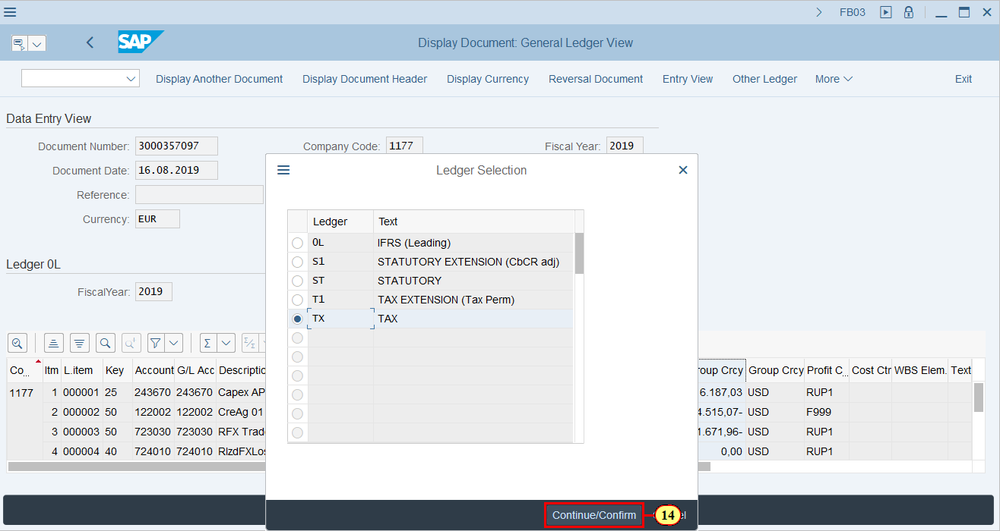 FB03
SAP
Display Document: General Ledger View
Display Another Document Display Document Header Display Currency Reversal Document Entry View Other Ledger More Exit
Data Entry View
Document Number: 3000357097 Company Code: 1177 Fiscal Year: 2019
Document Date: 16.08.2019
Reference:
Currency: EUR
Ledger 0L
FiscalYear: 2019
Ledger Selection
Ledger Text
0L IFRS (Leading)
S1 STATUTORY EXTENSION (CbCR adj)
ST STATUTORY
T1 TAX EXTENSION (Tax Perm)
TX TAX
Co... Itm L.item Key Account G/L Acc Descriptio roup Crcy Group Crcy Profit C... Cost Ctr WBS Elem. Text
1177 1 000001 25 243670 243670 Capex AP 6.187,03 USD RUP1
2 000002 50 122002 122002 CreAg 01 4.515,07- USD F999
3 000003 50 723030 723030 RFX Trad 1.671,96- USD RUP1
4 000004 40 724010 724010 RlzdFXLos 0,00 USD RUP1
Continue/Confirm 14 el